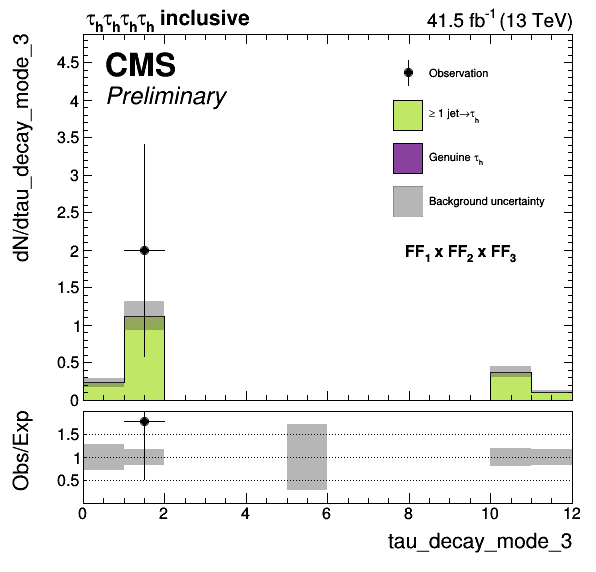 τhτhτhτh inclusive 41.5 fb⁻¹ (13 TeV)
CMS
Preliminary
Observation
≥ 1 jet→τh
Genuine τh
Background uncertainty
FF₁ x FF₂ x FF₃
dN/dtau_decay_mode_3
4.5
4
3.5
3
2.5
2
1.5
1
0.5
0
Obs/Exp
1.5
1
0.5
0 2 4 6 8 10 12
tau_decay_mode_3